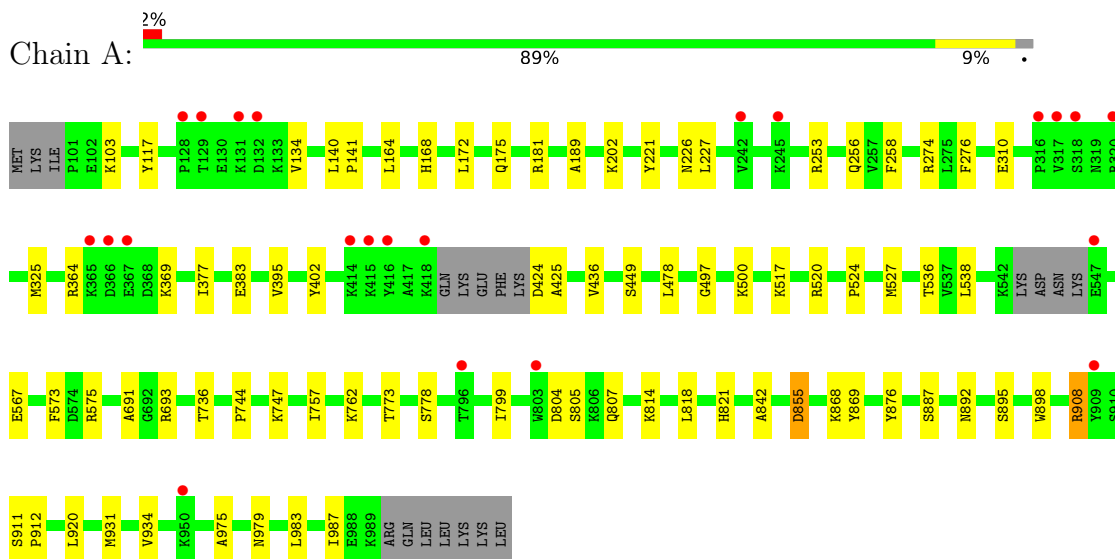 2%
Chain A:
89% 9% •
MET LYS ILE P101 E102 K103 Y117 P128 T129 E130 K131 D132 K133 V134 L140 P141 L164 H168 L172 Q175 R181 A189 K202 Y221 N226 L227 V242 K245 R253 Q256 V257 F258 R274 L275 F276 E310 P316 V317 S318 N319
M325 R364 K365 D366 E367 D368 K369 I377 E383 V395 Y402 K414 K415 Y416 A417 K418 GLN LYS GLU PHE LYS D424 A425 V436 S449 L478 G497 K500 K517 R520 P524 M527 T536 V537 L538 K542 LYS ASP ASN LYS E547
E567 F573 D574 R575 A691 G692 R693 T736 P744 K747 I757 K762 T773 S778 T796 I799 W803 D804 S805 K806 Q807 K814 L818 H821 A842 D855 K868 Y869 Y876 S887 N892 S895 W898 R908 Y909
S911 P912 L920 M931 V934 K950 A975 N979 L983 I987 E988 K989 ARG GLN LEU LEU LYS LYS LEU